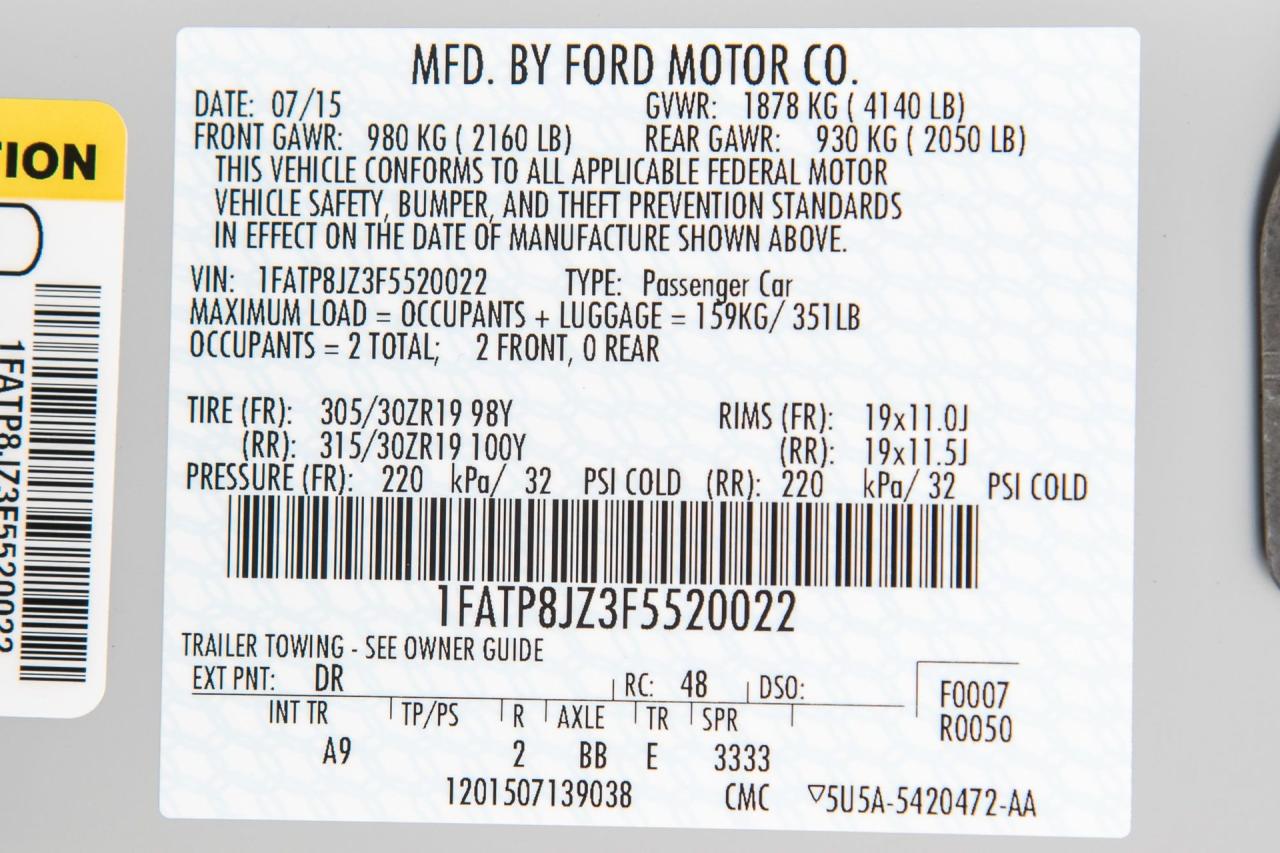 MFD. BY FORD MOTOR CO.
DATE: 07/15 GVWR: 1878 KG ( 4140 LB)
FRONT GAWR: 980 KG ( 2160 LB) REAR GAWR: 930 KG ( 2050 LB)
THIS VEHICLE CONFORMS TO ALL APPLICABLE FEDERAL MOTOR
VEHICLE SAFETY, BUMPER, AND THEFT PREVENTION STANDARDS
IN EFFECT ON THE DATE OF MANUFACTURE SHOWN ABOVE.
VIN: 1FATP8JZ3F5520022 TYPE: Passenger Car
MAXIMUM LOAD = OCCUPANTS + LUGGAGE = 159KG/ 351LB
OCCUPANTS = 2 TOTAL; 2 FRONT, 0 REAR
TIRE (FR): 305/30ZR19 98Y RIMS (FR): 19x11.0J
(RR): 315/30ZR19 100Y (RR): 19x11.5J
PRESSURE (FR): 220 kPa/ 32 PSI COLD (RR): 220 kPa/ 32 PSI COLD
1FATP8JZ3F5520022
TRAILER TOWING - SEE OWNER GUIDE
EXT PNT: DR RC: 48 DSO: F0007
INT TR TP/PS R AXLE TR SPR R0050
A9 2 BB E 3333
1201507139038 CMC ▽5U5A-5420472-AA
TION
1FATP8JZ3F5520022